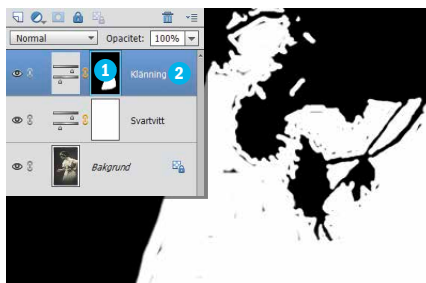 Normal Opacitet: 100%
1 Klänning 2
Svartvitt
Bakgrund